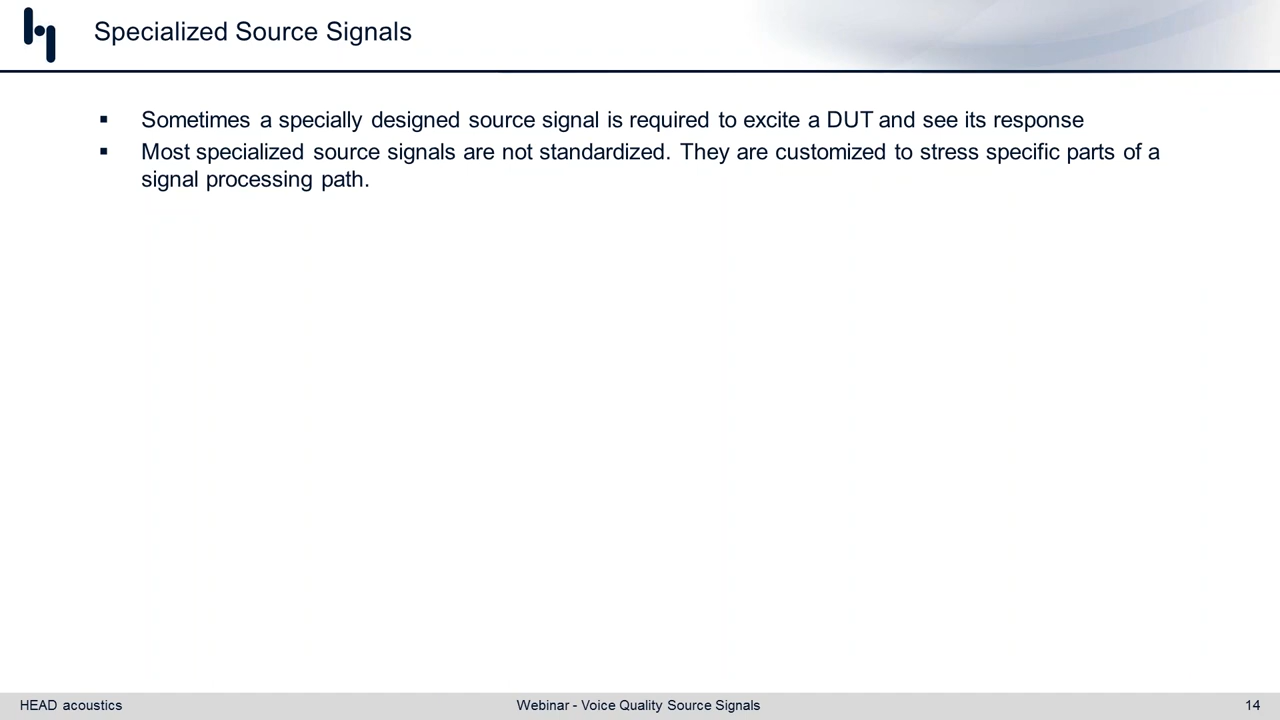 Specialized Source Signals
▪ Sometimes a specially designed source signal is required to excite a DUT and see its response
▪ Most specialized source signals are not standardized. They are customized to stress specific parts of a
signal processing path.
HEAD acoustics
Webinar - Voice Quality Source Signals
14